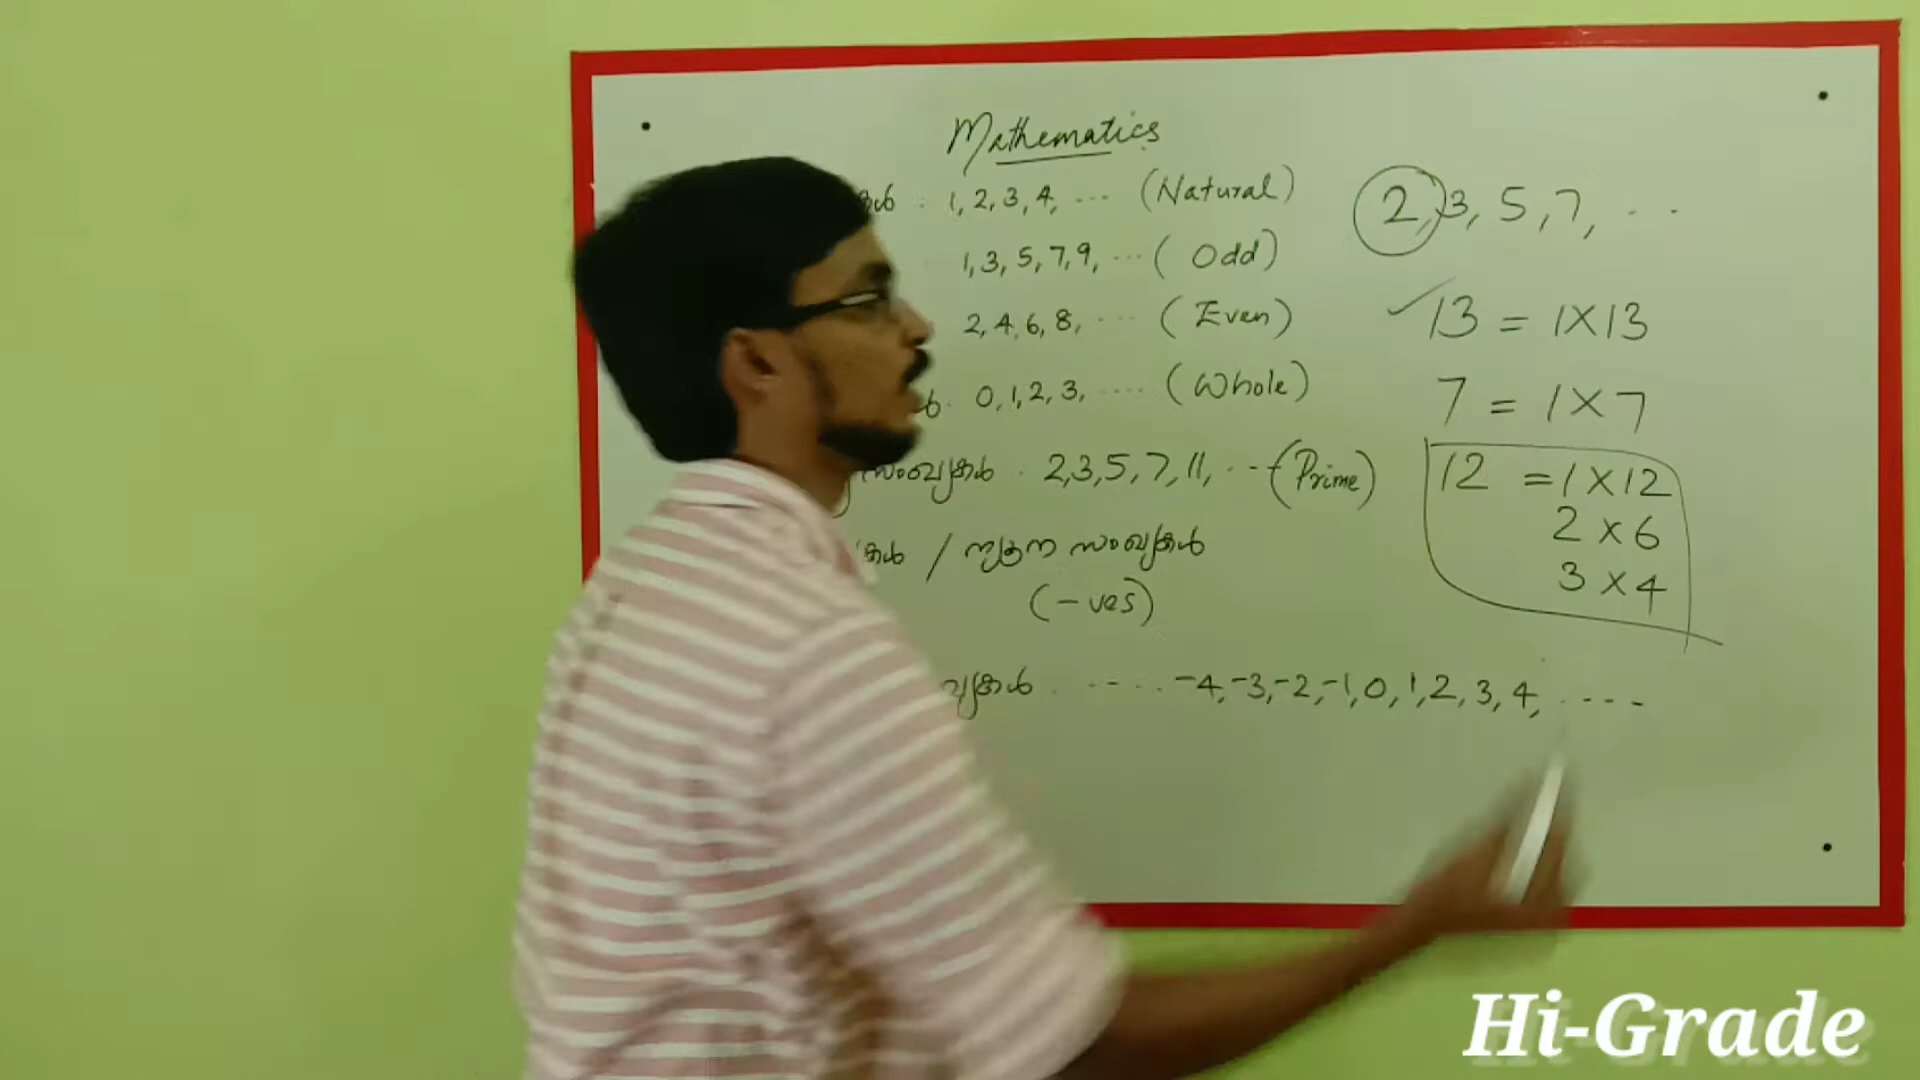 Mathematics
1, 2, 3, 4, ... (Natural)
1, 3, 5, 7, 9, ... (Odd)
2, 4, 6, 8, ... (Even)
0, 1, 2, 3, .... (Whole)
സംഖ്യകൾ . 2, 3, 5, 7, 11, ... (Prime)
/ ന്യൂന സംഖ്യകൾ
(-ves)
..... -4, -3, -2, -1, 0, 1, 2, 3, 4, .....
2, 3, 5, 7, ...
✓13 = 1×13
7 = 1×7
12 = 1×12
2×6
3×4
Hi-Grade